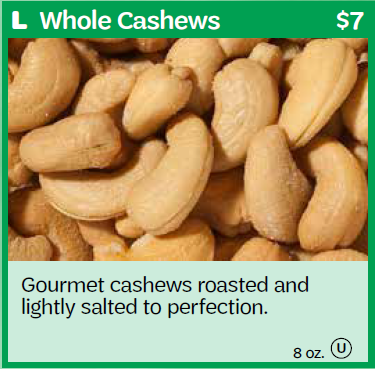 L Whole Cashews $7
Gourmet cashews roasted and
lightly salted to perfection.
8 oz. Ⓤ